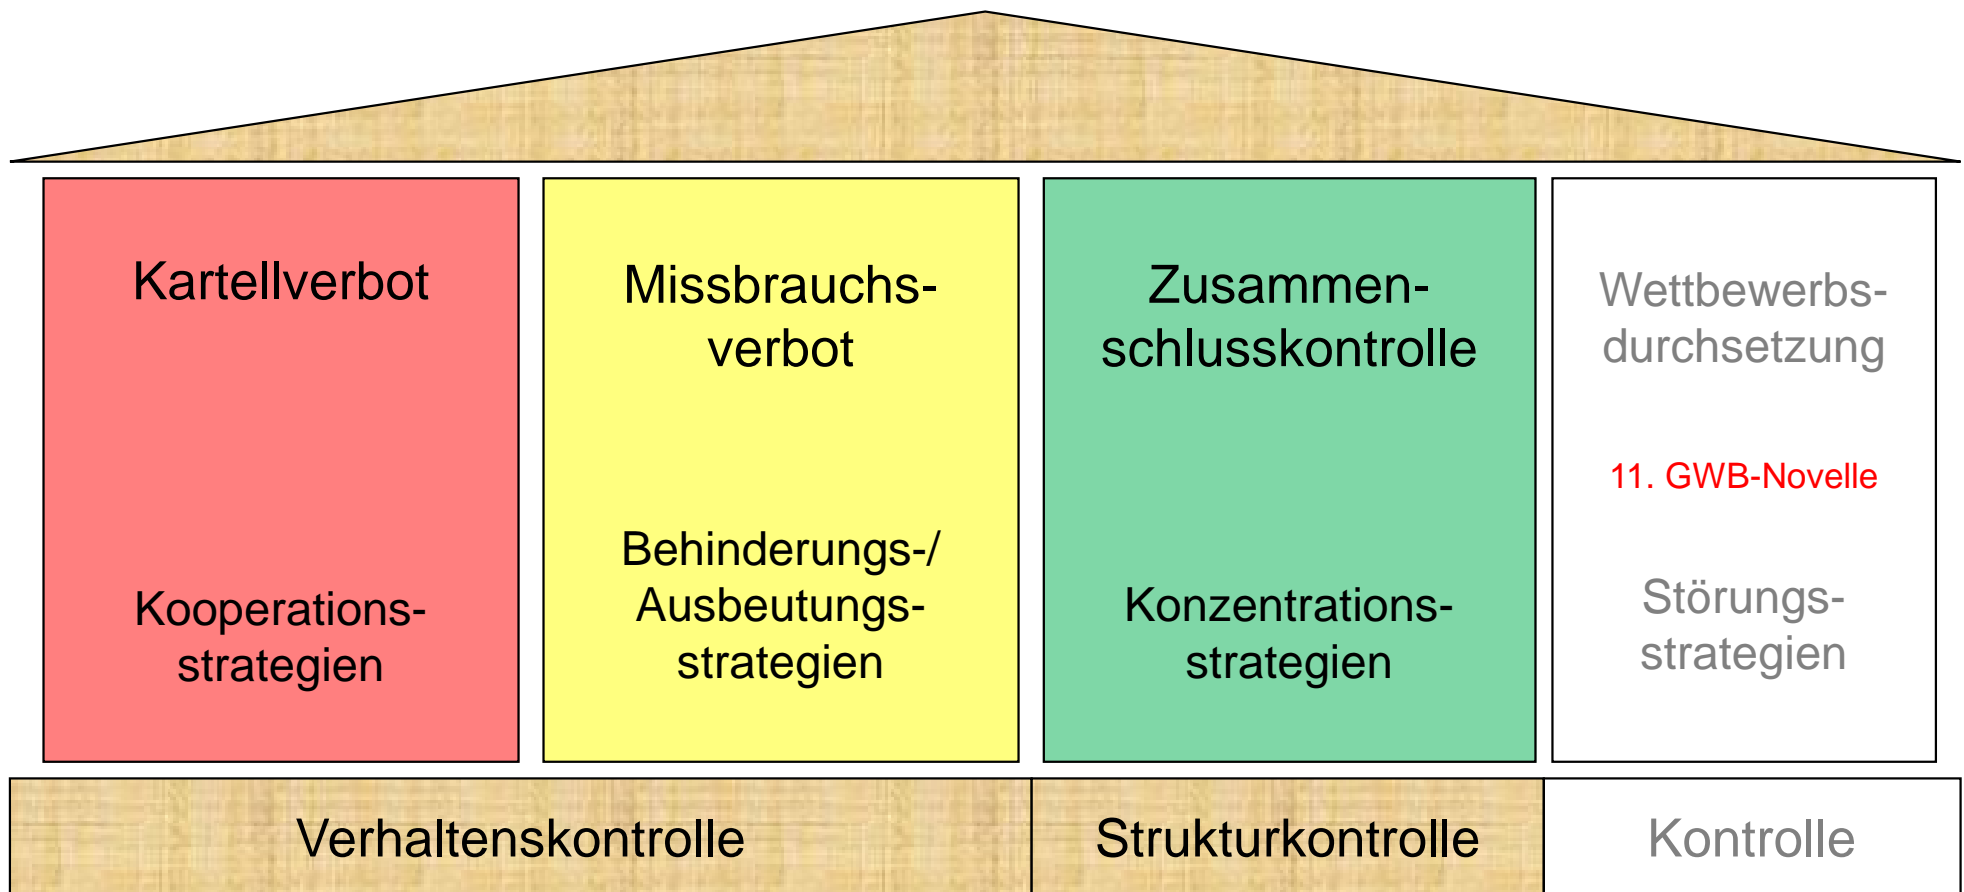 Kartellverbot
Kooperations-
strategien
Missbrauchs-
verbot
Behinderungs-/
Ausbeutungs-
strategien
Zusammen-
schlusskontrolle
Konzentrations-
strategien
Wettbewerbs-
durchsetzung
11. GWB-Novelle
Störungs-
strategien
Verhaltenskontrolle
Strukturkontrolle
Kontrolle